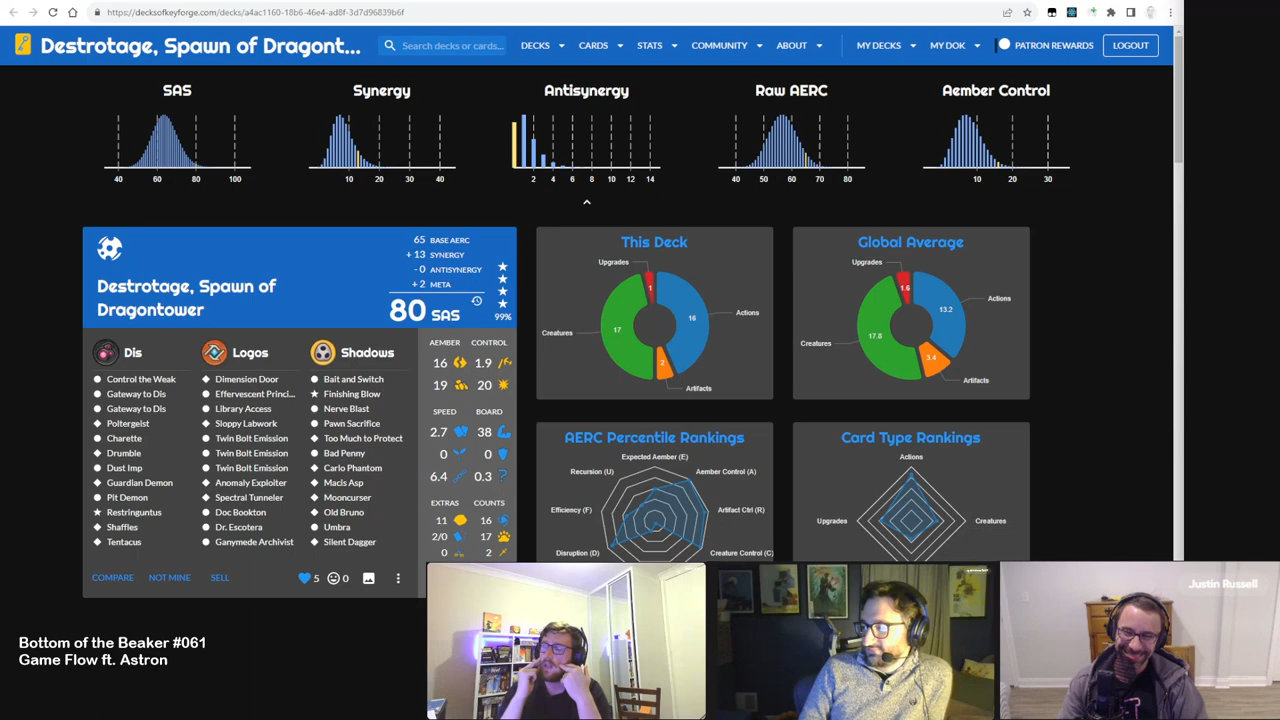 https://decksofkeyforge.com/decks/a4ac1160-18b6-46e4-ad8f-3d7d96839b6f
Destrotage, Spawn of Dragont...
Search decks or cards...
DECKS
CARDS
STATS
COMMUNITY
ABOUT
MY DECKS
MY DOK
PATRON REWARDS
LOGOUT
SAS
Synergy
Antisynergy
Raw AERC
Aember Control
40 60 80 100
10 20 30 40
2 4 6 8 10 12 14
40 50 60 70 80
10 20 30
65 BASE AERC
+ 13 SYNERGY
- 0 ANTISYNERGY
+ 2 META
80 SAS
99%
Destrotage, Spawn of
Dragontower
Dis
Control the Weak
Gateway to Dis
Gateway to Dis
Poltergeist
Charette
Drumble
Dust Imp
Guardian Demon
Pit Demon
Restringuntus
Shaffles
Tentacus
Logos
Dimension Door
Effervescent Princi...
Library Access
Sloppy Labwork
Twin Bolt Emission
Twin Bolt Emission
Twin Bolt Emission
Anomaly Exploiter
Spectral Tunneler
Doc Bookton
Dr. Escotera
Ganymede Archivist
Shadows
Bait and Switch
Finishing Blow
Nerve Blast
Pawn Sacrifice
Too Much to Protect
Bad Penny
Carlo Phantom
Macis Asp
Mooncurser
Old Bruno
Umbra
Silent Dagger
AEMBER CONTROL
16 1.9
19 20
SPEED BOARD
2.7 38
0 0
6.4 0.3
EXTRAS COUNTS
11 16
2/0 17
0 2
COMPARE
NOT MINE
SELL
5
0
This Deck
Upgrades
1
Actions
16
Creatures
17
2
Artifacts
Global Average
Upgrades
1.6
Actions
13.2
Creatures
17.8
3.4
Artifacts
AERC Percentile Rankings
Expected Aember (E)
Recursion (U)
Aember Control (A)
Efficiency (F)
Artifact Ctrl (R)
Disruption (D)
Creature Control (C)
Card Type Rankings
Actions
Upgrades
Creatures
Justin Russell
Bottom of the Beaker #061
Game Flow ft. Astron